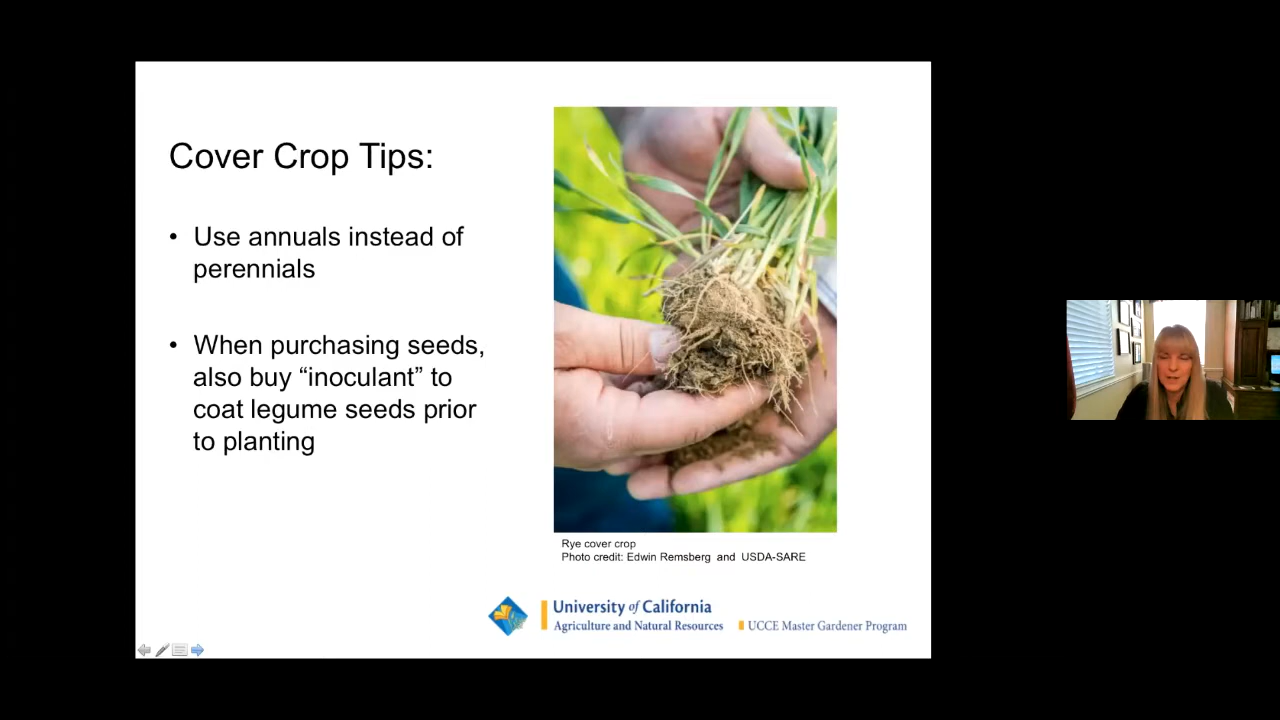 Cover Crop Tips:
• Use annuals instead of
perennials
• When purchasing seeds,
also buy “inoculant” to
coat legume seeds prior
to planting
Rye cover crop
Photo credit: Edwin Remsberg and USDA-SARE
University of California
Agriculture and Natural Resources
UCCE Master Gardener Program